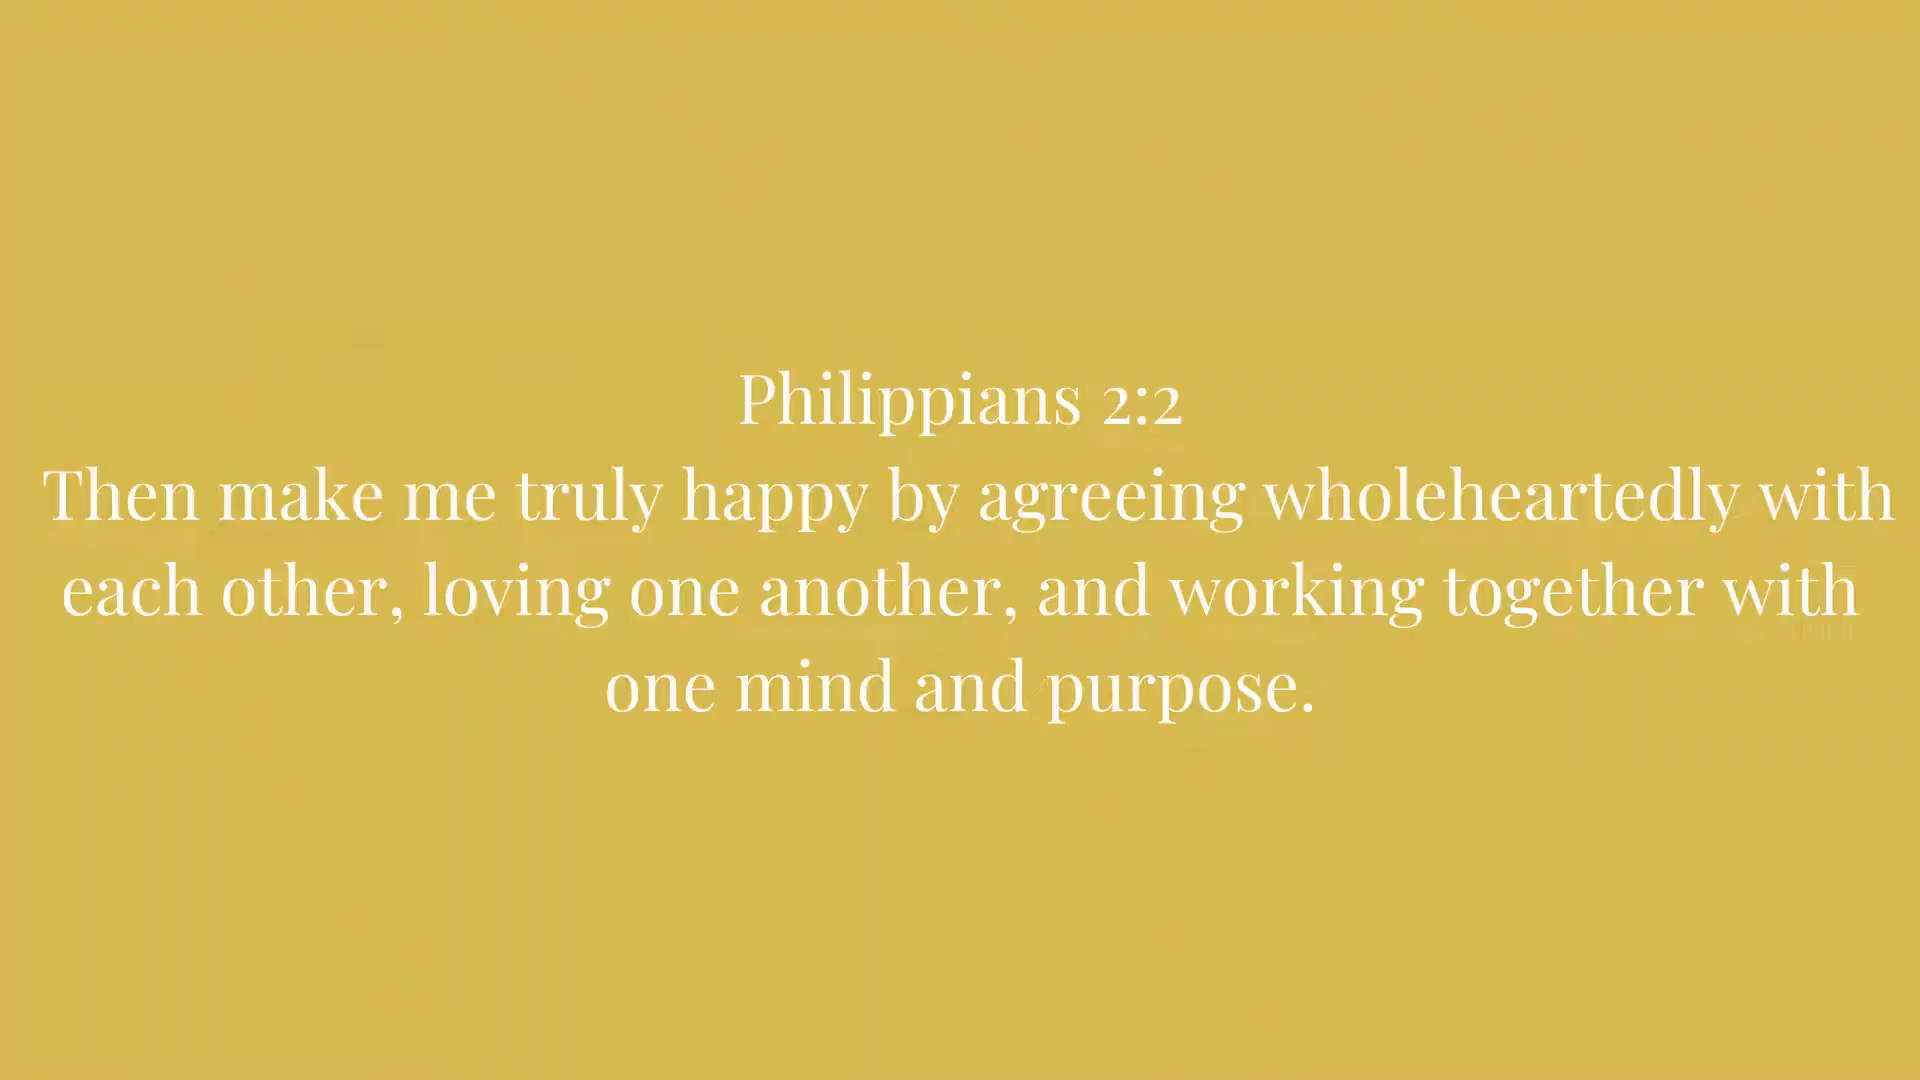 Philippians 2:2
Then make me truly happy by agreeing wholeheartedly with
each other, loving one another, and working together with
one mind and purpose.